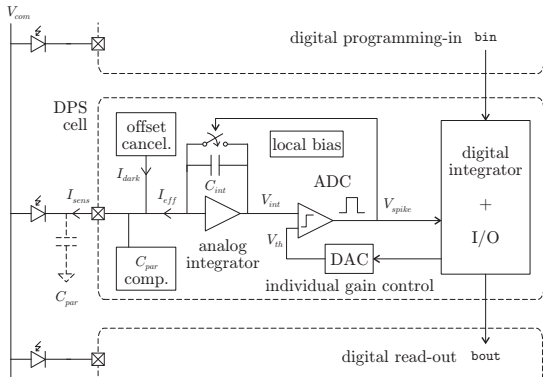 V_com
digital programming-in bin
DPS cell
offset cancel.
local bias
digital integrator + I/O
I_dark
C_int
ADC
I_sens
I_eff
V_int
V_spike
analog integrator
V_th
DAC
C_par comp.
C_par
individual gain control
digital read-out bout